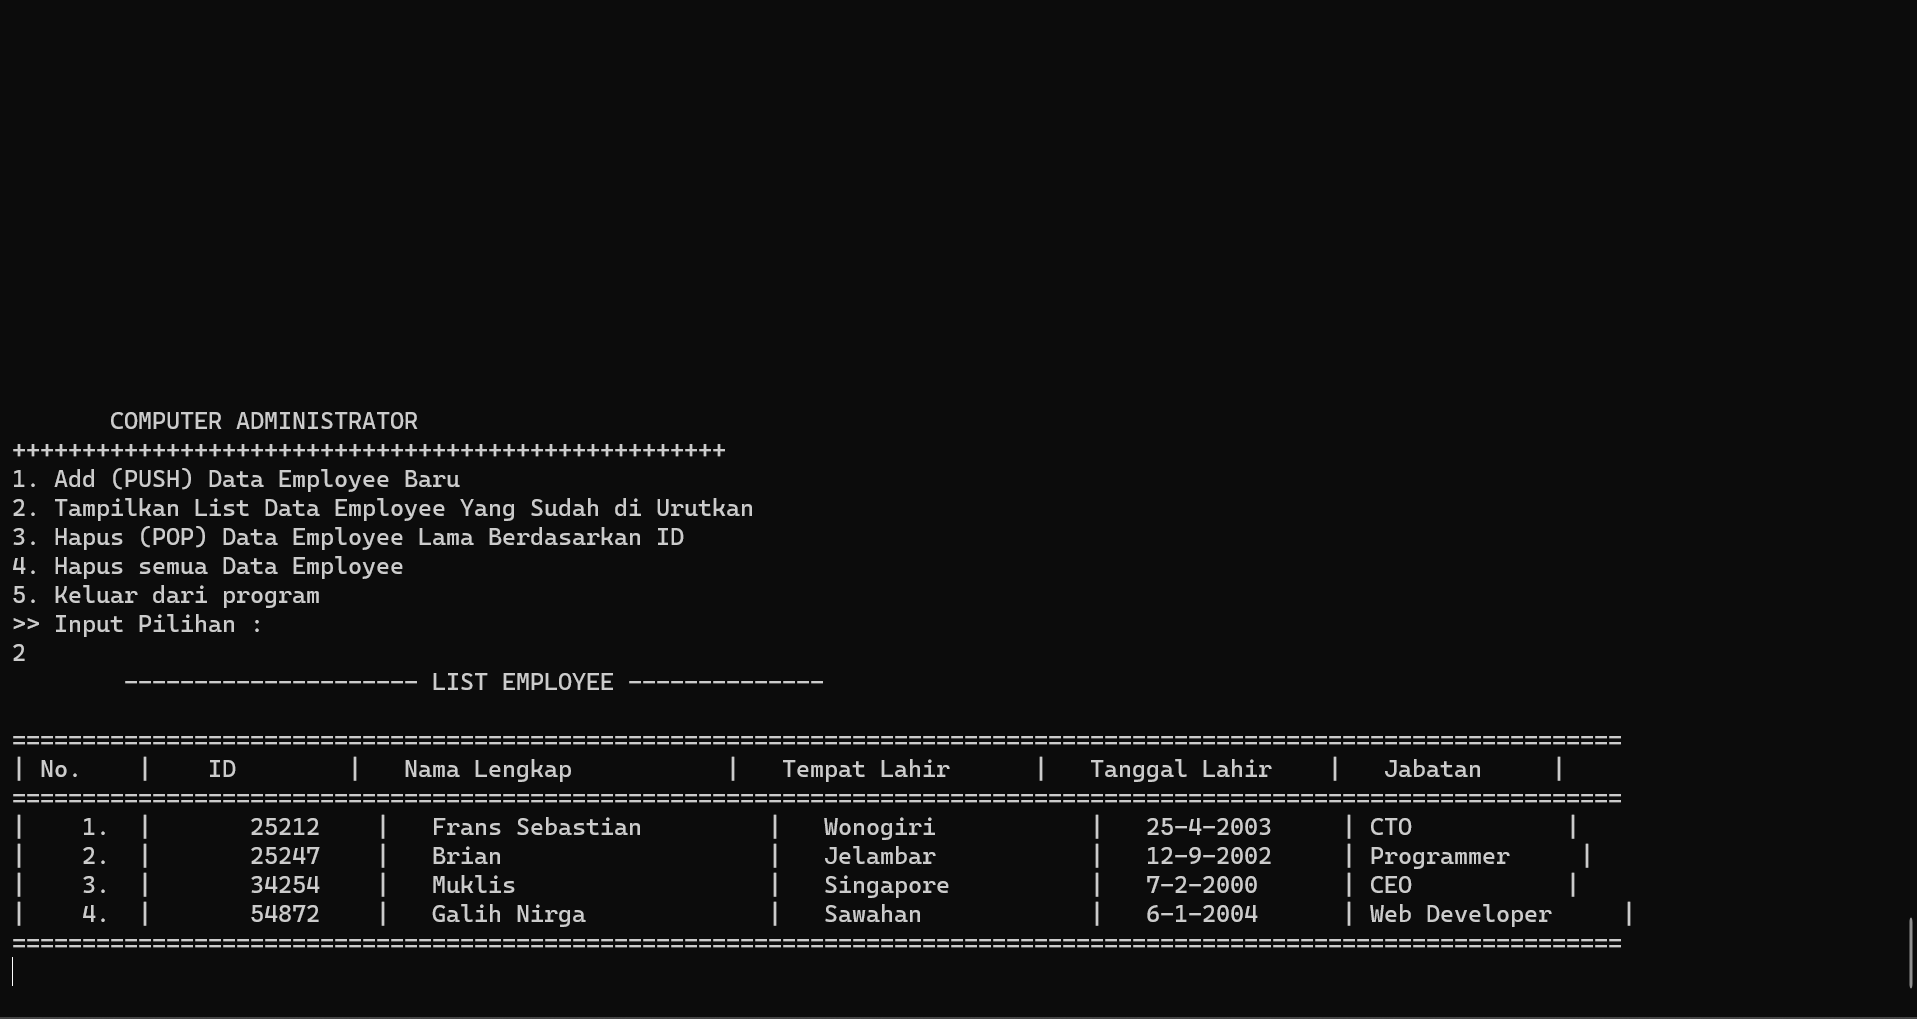 COMPUTER ADMINISTRATOR
+++++++++++++++++++++++++++++++++++++++++++++++++++
1. Add (PUSH) Data Employee Baru
2. Tampilkan List Data Employee Yang Sudah di Urutkan
3. Hapus (POP) Data Employee Lama Berdasarkan ID
4. Hapus semua Data Employee
5. Keluar dari program
>> Input Pilihan :
2
--------------------- LIST EMPLOYEE --------------
===================================================================================================================
| No. | ID | Nama Lengkap | Tempat Lahir | Tanggal Lahir | Jabatan |
===================================================================================================================
| 1. | 25212 | Frans Sebastian | Wonogiri | 25-4-2003 | CTO |
| 2. | 25247 | Brian | Jelambar | 12-9-2002 | Programmer |
| 3. | 34254 | Muklis | Singapore | 7-2-2000 | CEO |
| 4. | 54872 | Galih Nirga | Sawahan | 6-1-2004 | Web Developer |
===================================================================================================================